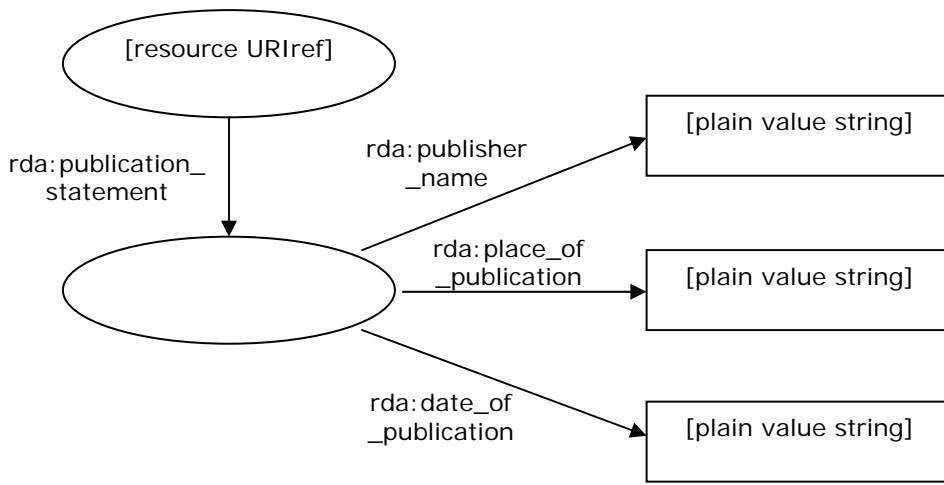 [resource URIref]
rda:publication_
statement
rda:publisher
_name
[plain value string]
rda:place_of
_publication
[plain value string]
rda:date_of
_publication
[plain value string]